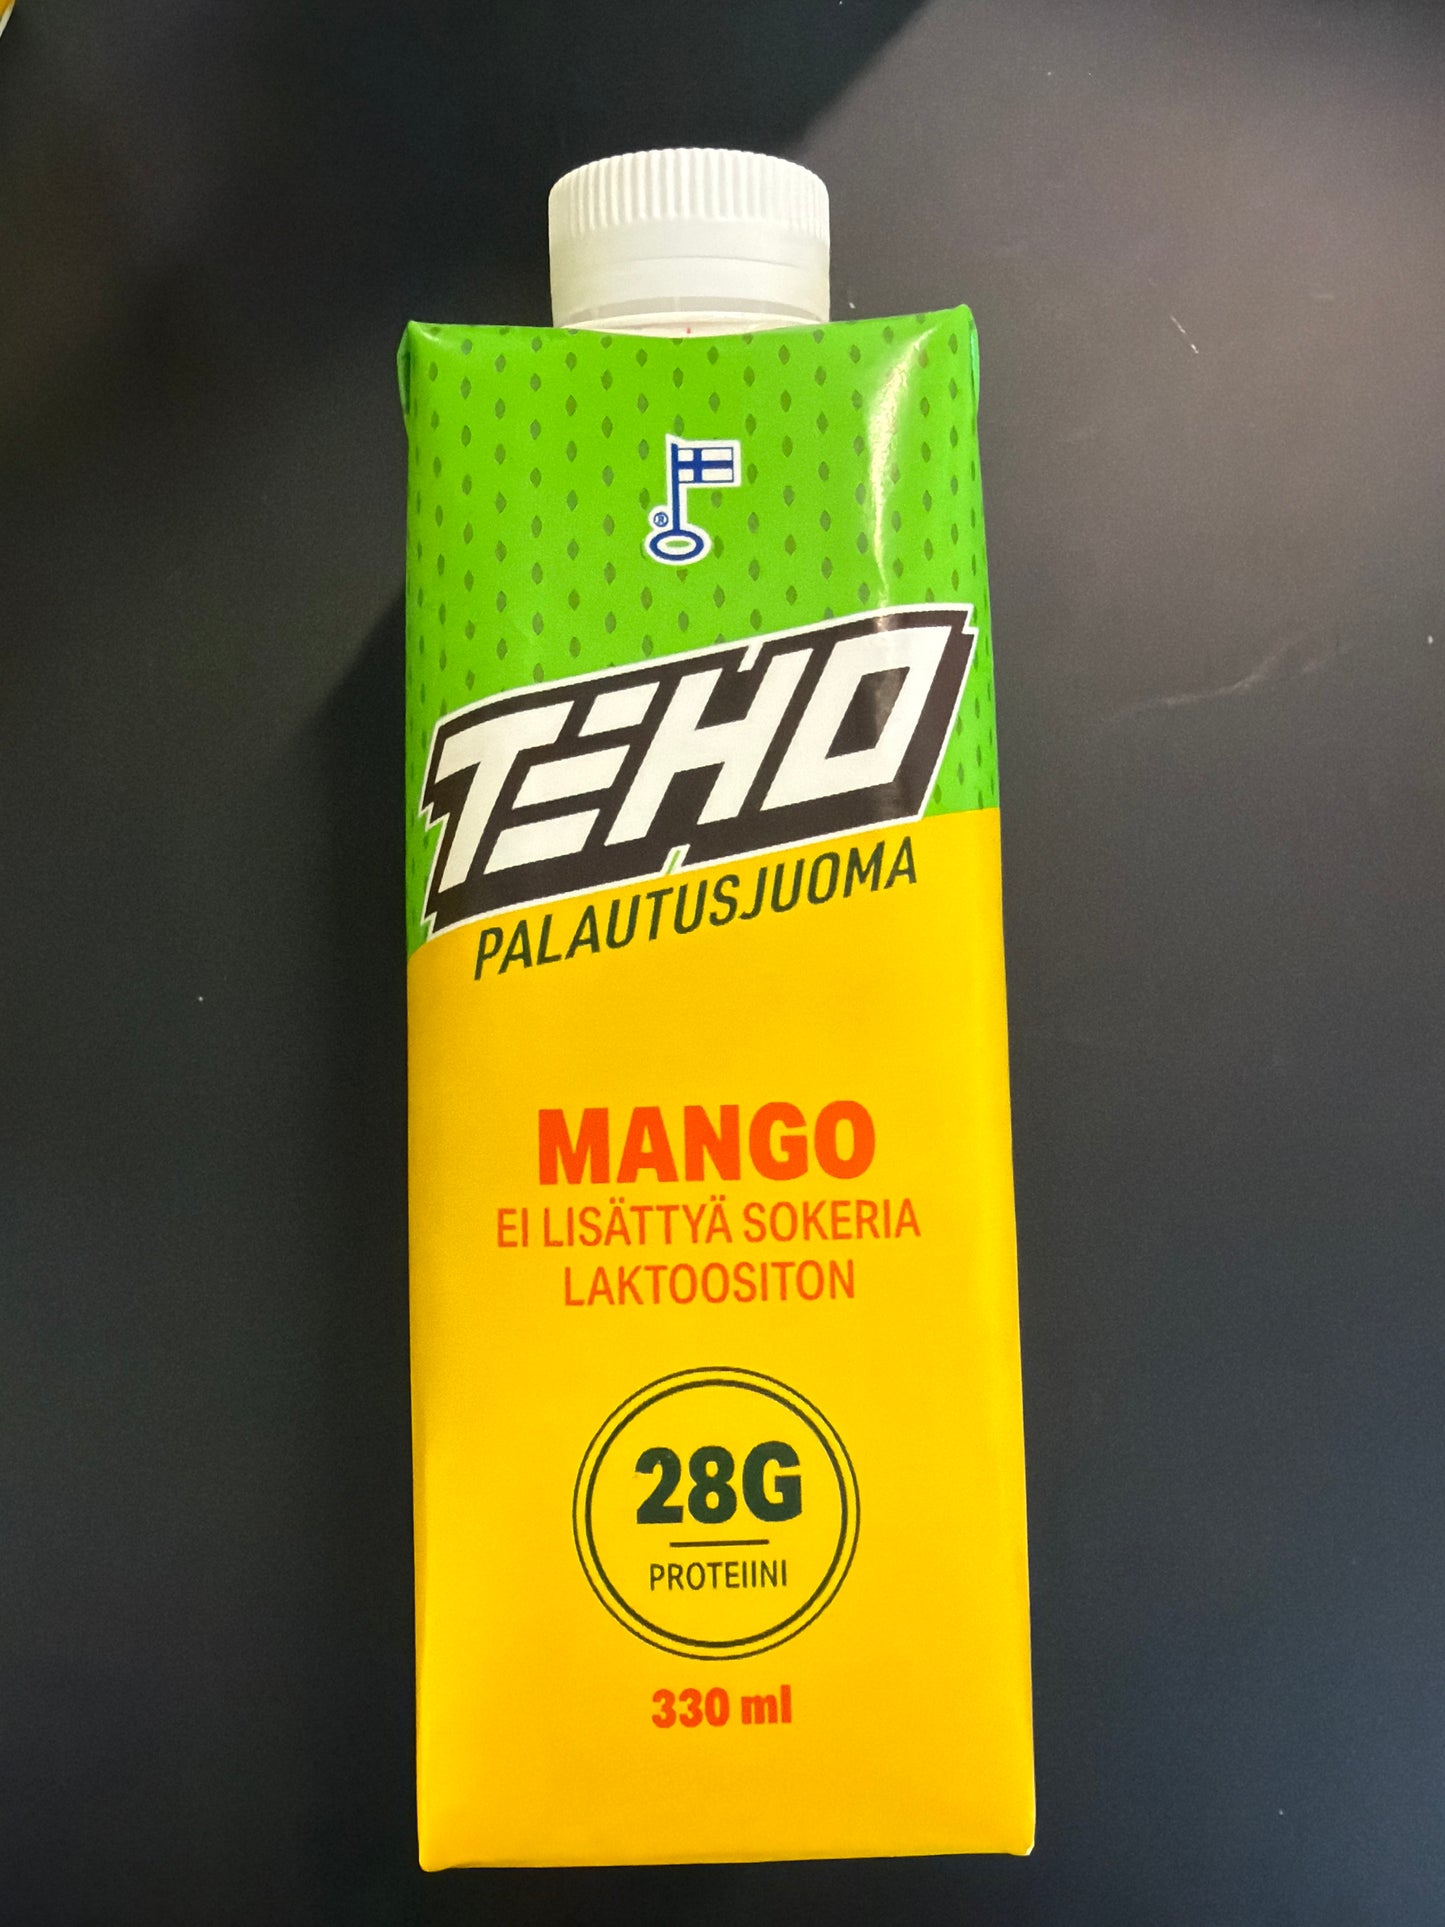 ®
TEHO
PALAUTUSJUOMA
MANGO
EI LISÄTTYÄ SOKERIA
LAKTOOSITON
28G
PROTEIINI
330 ml